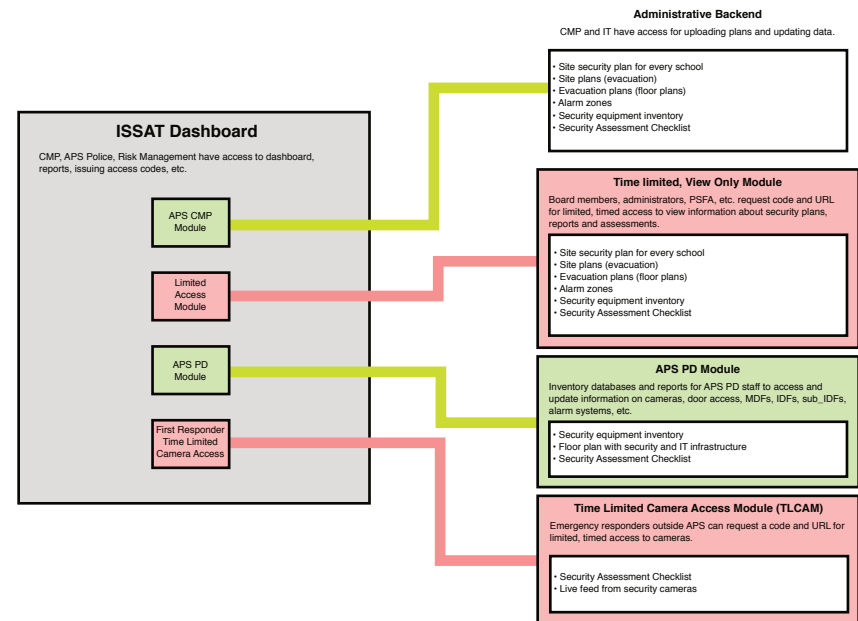 Administrative Backend
CMP and IT have access for uploading plans and updating data.
• Site security plan for every school
• Site plans (evacuation)
• Evacuation plans (floor plans)
• Alarm zones
• Security equipment inventory
• Security Assessment Checklist
ISSAT Dashboard
CMP, APS Police, Risk Management have access to dashboard,
reports, issuing access codes, etc.
APS CMP
Module
Limited
Access
Module
APS PD
Module
First Responder
Time Limited
Camera Access
Time limited, View Only Module
Board members, administrators, PSFA, etc. request code and URL
for limited, timed access to view information about security plans,
reports and assessments.
• Site security plan for every school
• Site plans (evacuation)
• Evacuation plans (floor plans)
• Alarm zones
• Security equipment inventory
• Security Assessment Checklist
APS PD Module
Inventory databases and reports for APS PD staff to access and
update information on cameras, door access, MDFs, IDFs, sub_IDFs,
alarm systems, etc.
• Security equipment inventory
• Floor plan with security and IT infrastructure
• Security Assessment Checklist
Time Limited Camera Access Module (TLCAM)
Emergency responders outside APS can request a code and URL for
limited, timed access to cameras.
• Security Assessment Checklist
• Live feed from security cameras